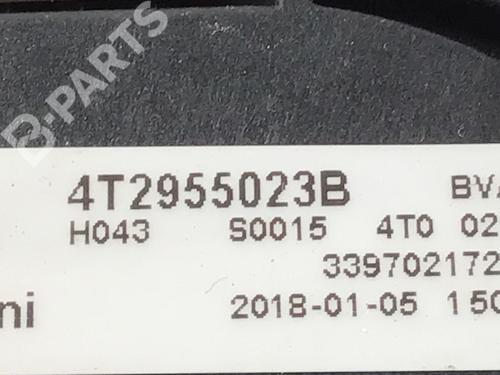 B-PARTS
4T2955023B BV
H043 S0015 4T0 02
339702172
ni 2018-01-05 150